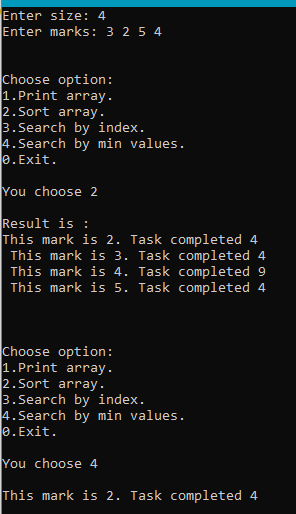 Enter size: 4
Enter marks: 3 2 5 4
Choose option:
1.Print array.
2.Sort array.
3.Search by index.
4.Search by min values.
0.Exit.
You choose 2
Result is :
This mark is 2. Task completed 4
This mark is 3. Task completed 4
This mark is 4. Task completed 9
This mark is 5. Task completed 4
Choose option:
1.Print array.
2.Sort array.
3.Search by index.
4.Search by min values.
0.Exit.
You choose 4
This mark is 2. Task completed 4